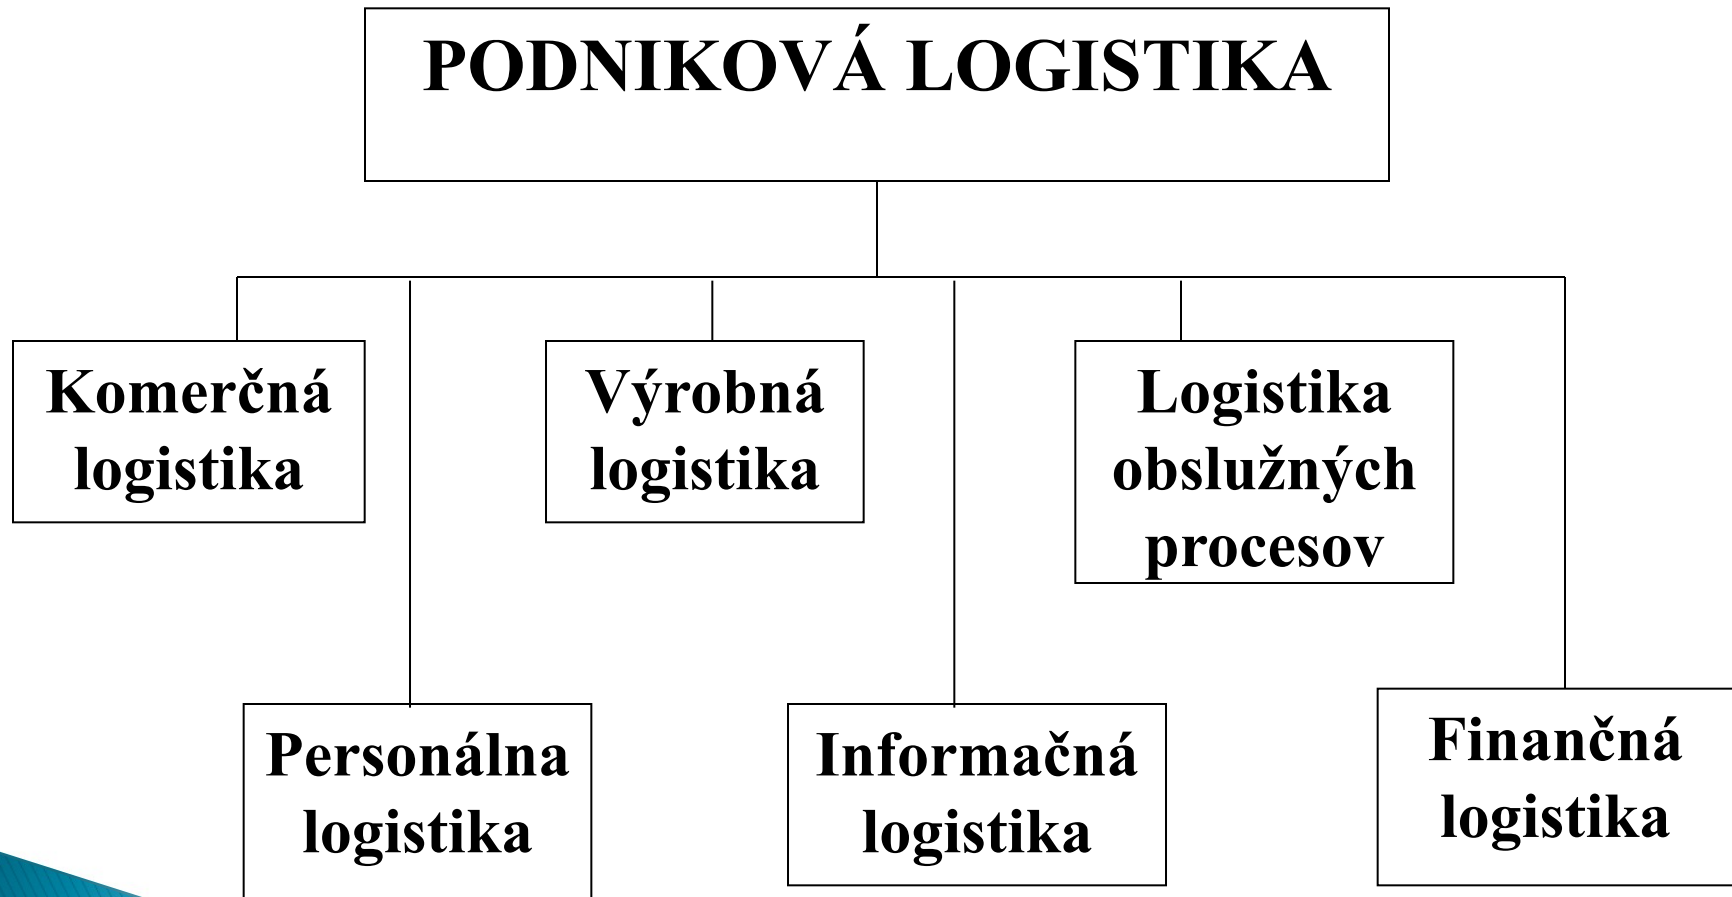 PODNIKOVÁ LOGISTIKA
Komerčná
logistika
Výrobná
logistika
Logistika
obslužných
procesov
Personálna
logistika
Informačná
logistika
Finančná
logistika